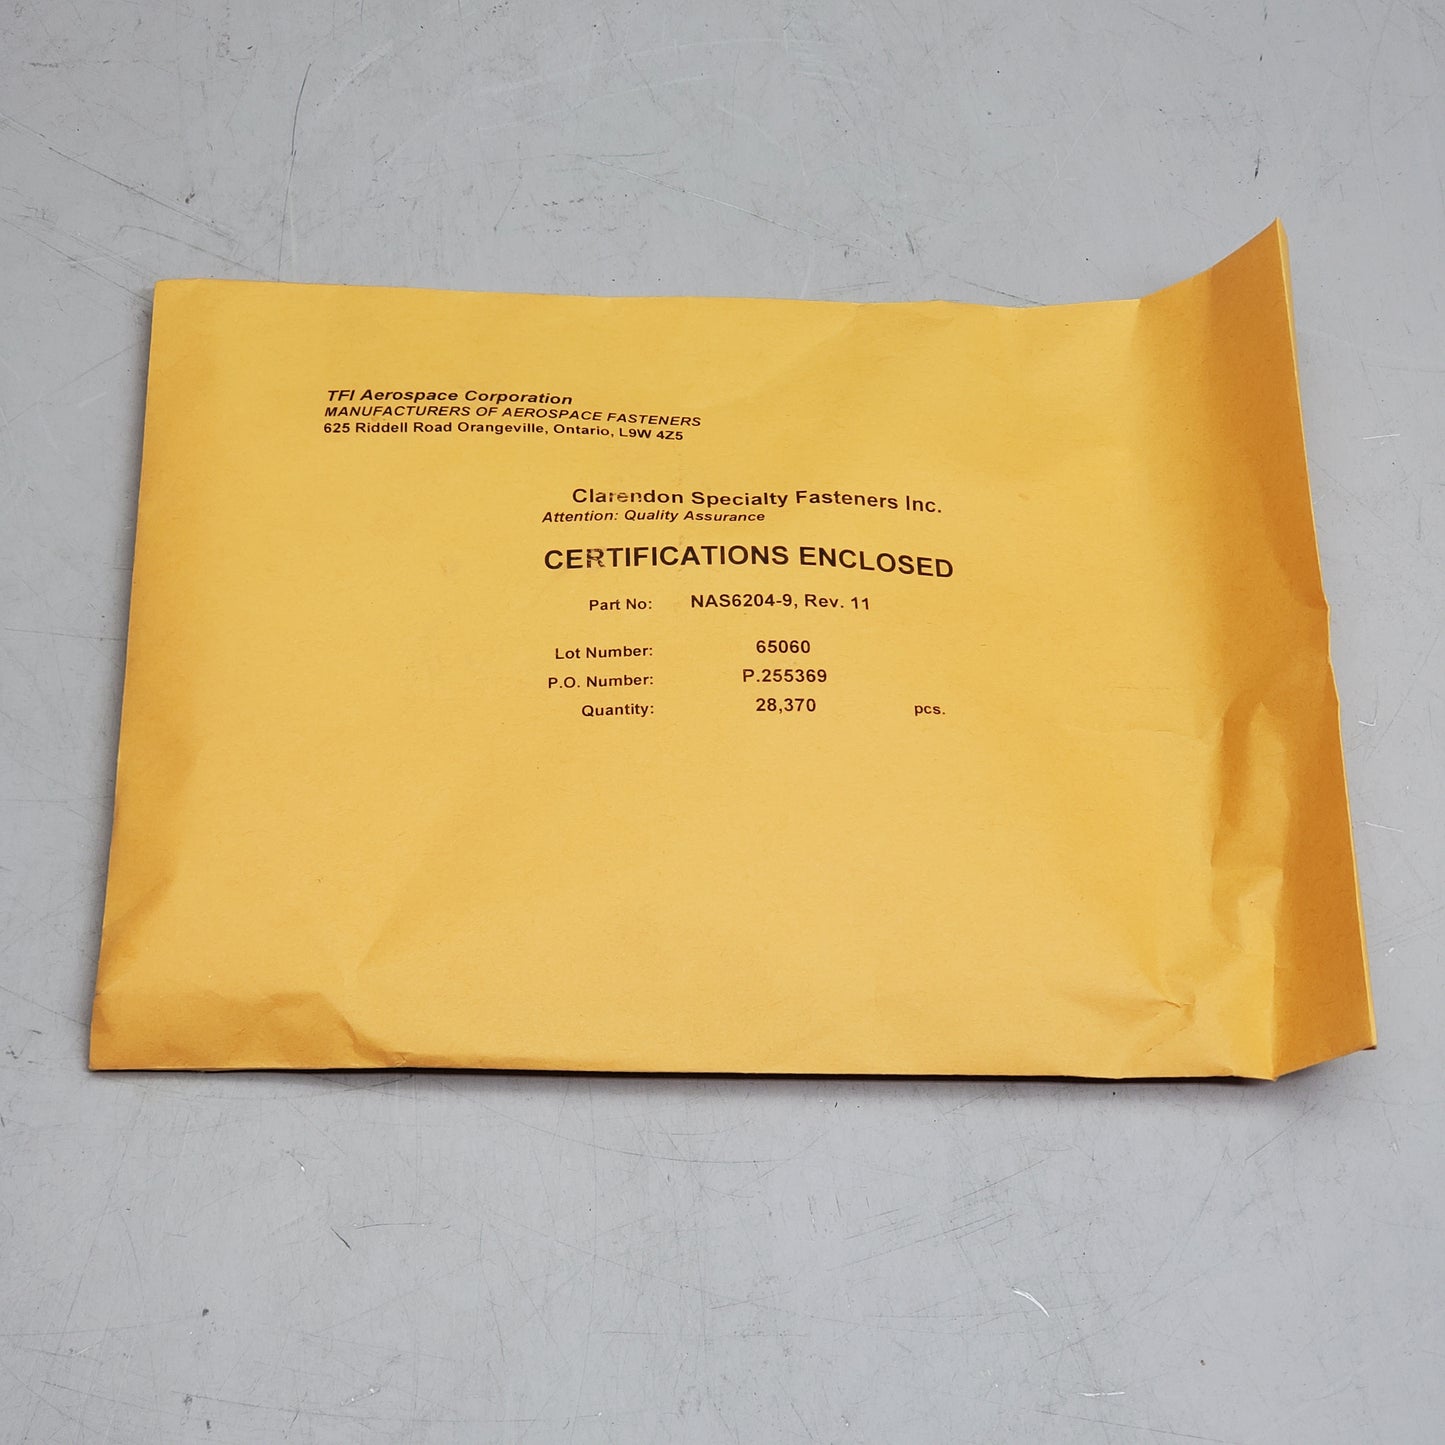 TFI Aerospace Corporation
MANUFACTURERS OF AEROSPACE FASTENERS
625 Riddell Road Orangeville, Ontario, L9W 4Z5
Clarendon Specialty Fasteners Inc.
Attention: Quality Assurance
CERTIFICATIONS ENCLOSED
Part No: NAS6204-9, Rev. 11
Lot Number: 65060
P.O. Number: P.255369
Quantity: 28,370 pcs.